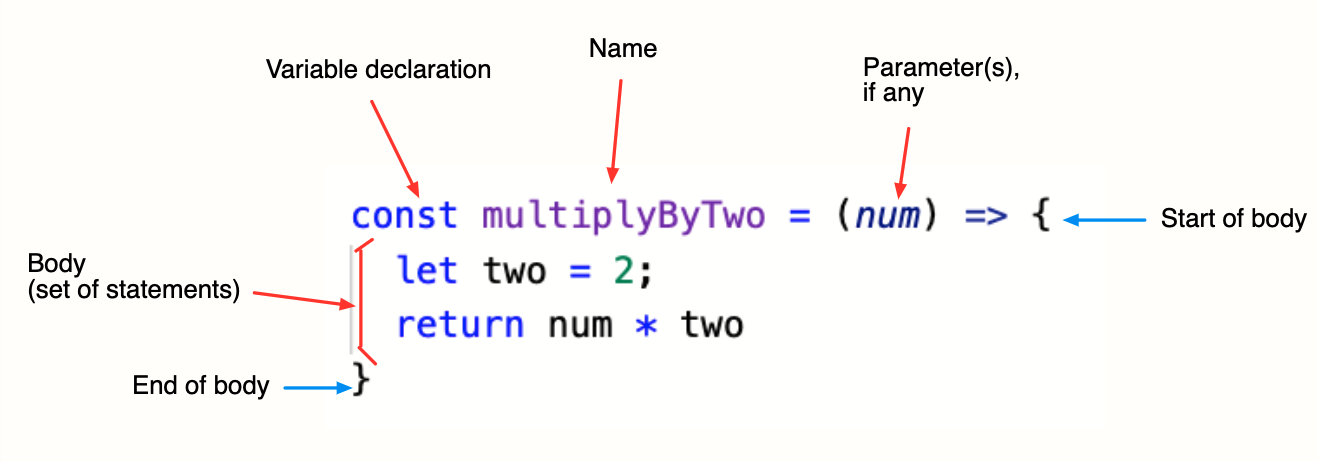 Name
Variable declaration
Parameter(s),
if any
const multiplyByTwo = (num) => {
Start of body
Body
(set of statements)
let two = 2;
return num * two
End of body
}